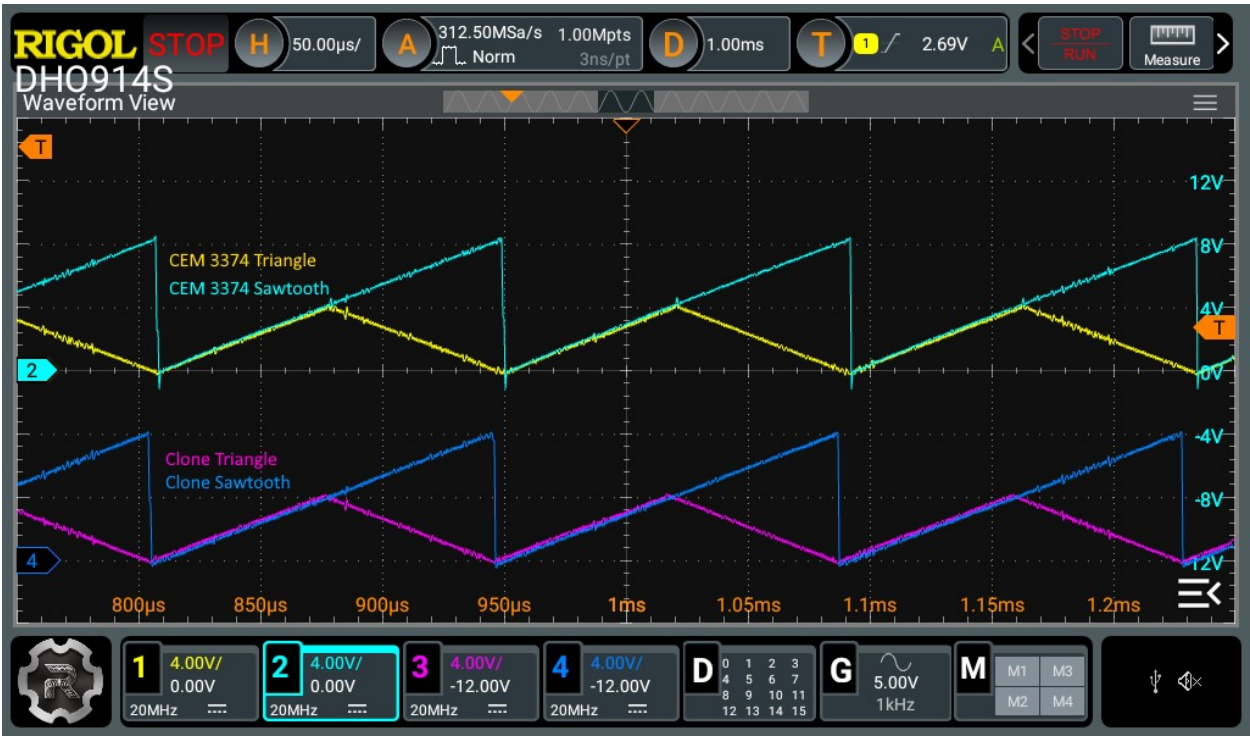 RIGOL STOP H 50.00µs/ A 312.50MSa/s 1.00Mpts D 1.00ms T 1 2.69V A STOP RUN Measure
Norm 3ns/pt
DHO914S
Waveform View
T
12V
8V
CEM 3374 Triangle
CEM 3374 Sawtooth
4V
T
2
0V
-4V
Clone Triangle
Clone Sawtooth
-8V
4
12V
800µs 850µs 900µs 950µs 1ms 1.05ms 1.1ms 1.15ms 1.2ms
1 4.00V/ 2 4.00V/ 3 4.00V/ 4 4.00V/ D 0 1 2 3 G 5.00V M M1 M3
0.00V 0.00V -12.00V -12.00V 4 5 6 7 1kHz M2 M4
20MHz 20MHz 20MHz 20MHz 8 9 10 11
12 13 14 15
R